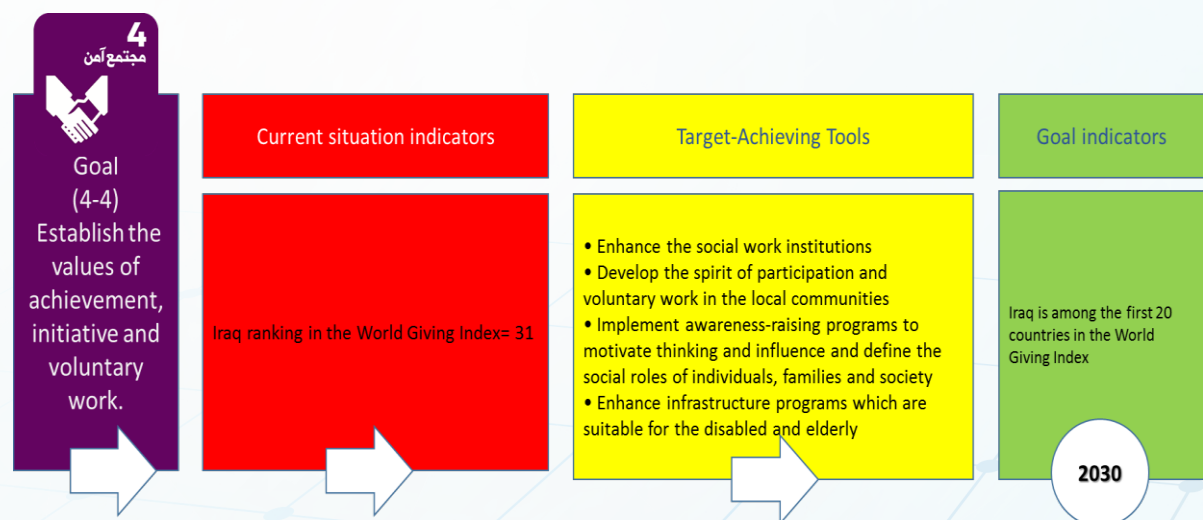 4
مجتمع آمن
Goal
(4-4)
Establish the
values of
achievement,
initiative and
voluntary
work.
Current situation indicators
Iraq ranking in the World Giving Index= 31
Target-Achieving Tools
• Enhance the social work institutions
• Develop the spirit of participation and
voluntary work in the local communities
• Implement awareness-raising programs to
motivate thinking and influence and define the
social roles of individuals, families and society
• Enhance infrastructure programs which are
suitable for the disabled and elderly
Goal indicators
Iraq is among the first 20
countries in the World
Giving Index
2030